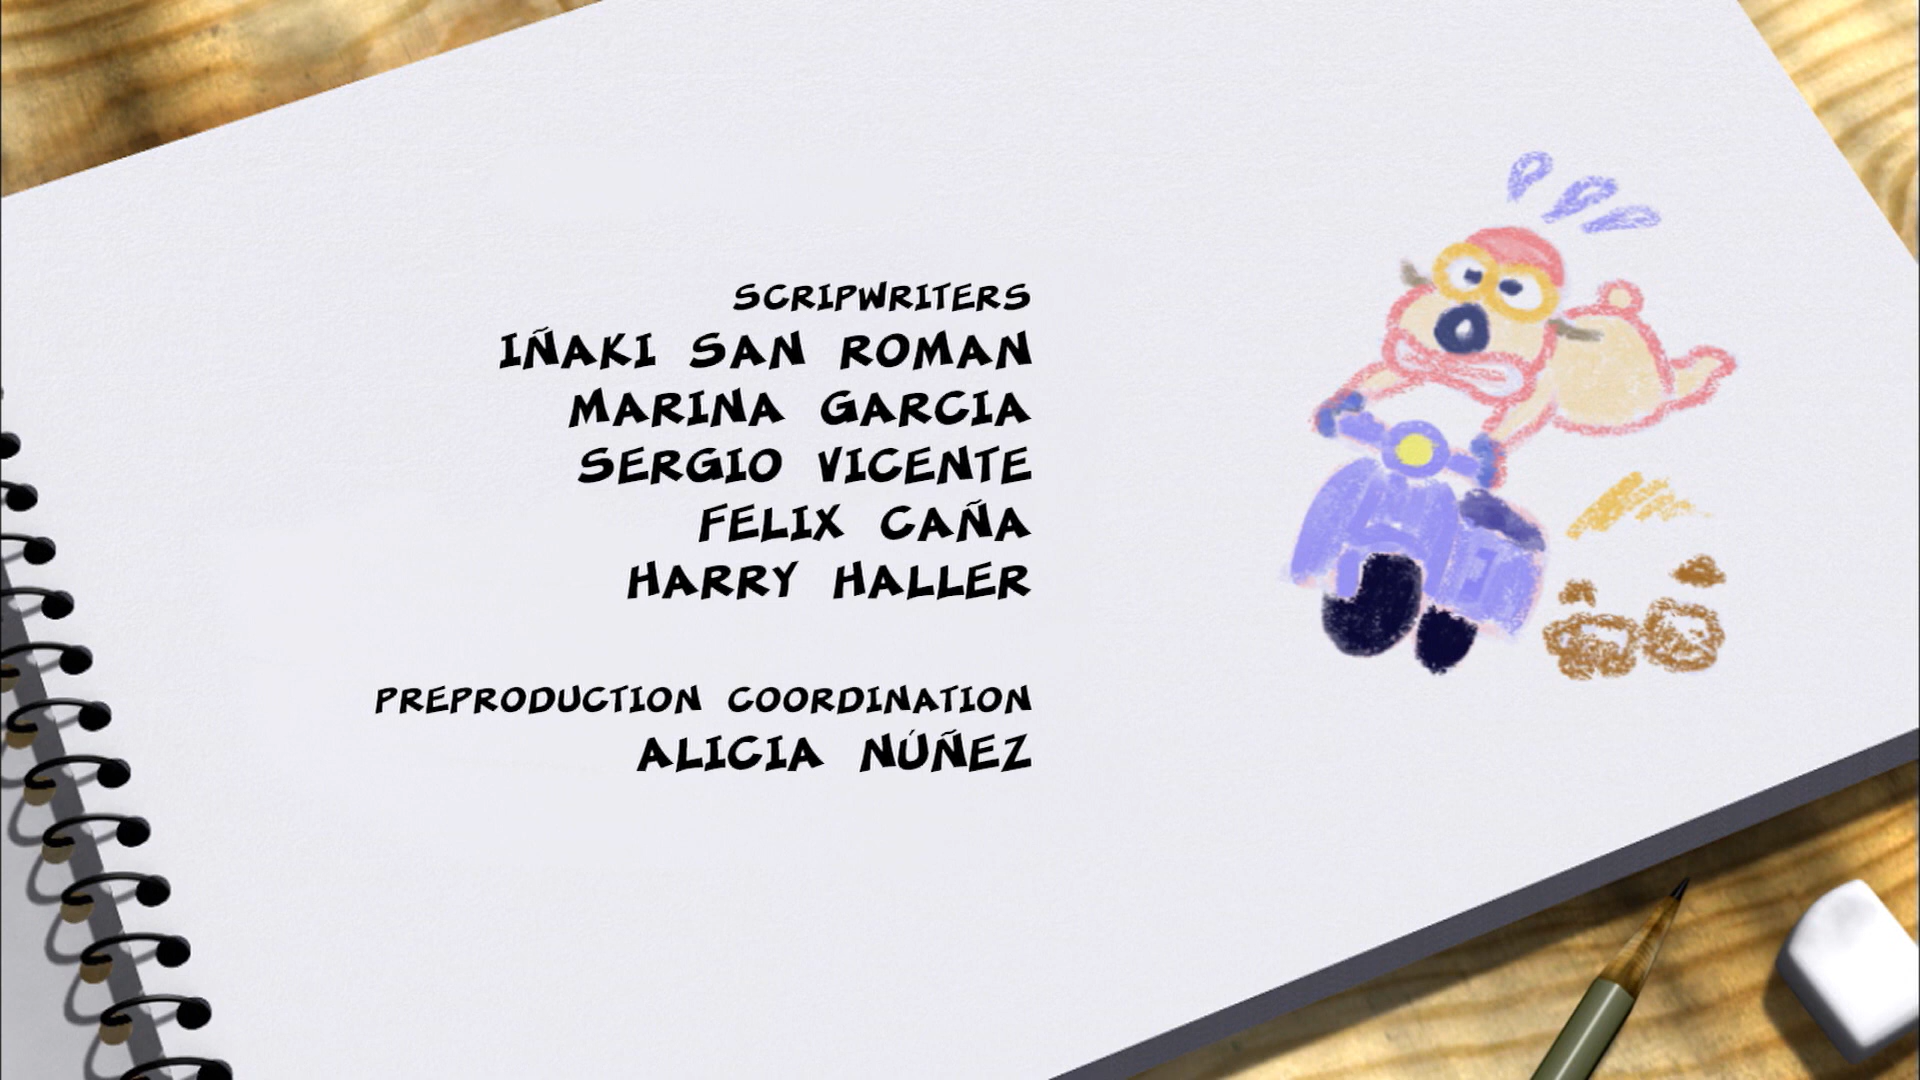 SCRIPWRITERS
IÑAKI SAN ROMAN
MARINA GARCIA
SERGIO VICENTE
FELIX CAÑA
HARRY HALLER
PREPRODUCTION COORDINATION
ALICIA NÚÑEZ